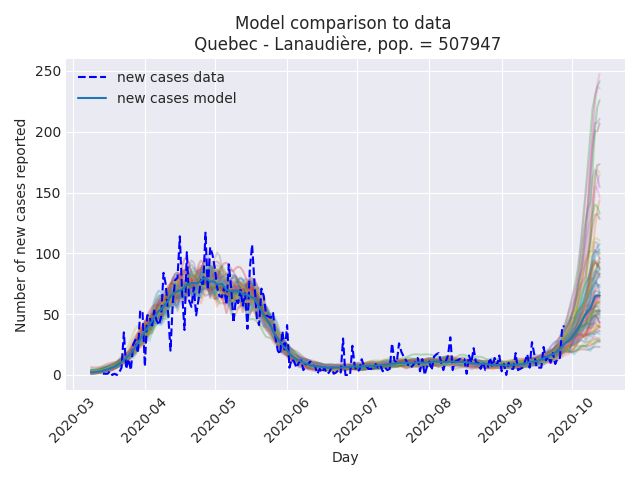 Model comparison to data
Quebec - Lanaudière, pop. = 507947
new cases data
new cases model
Number of new cases reported
250
200
150
100
50
0
2020-03
2020-04
2020-05
2020-06
2020-07
2020-08
2020-09
2020-10
Day